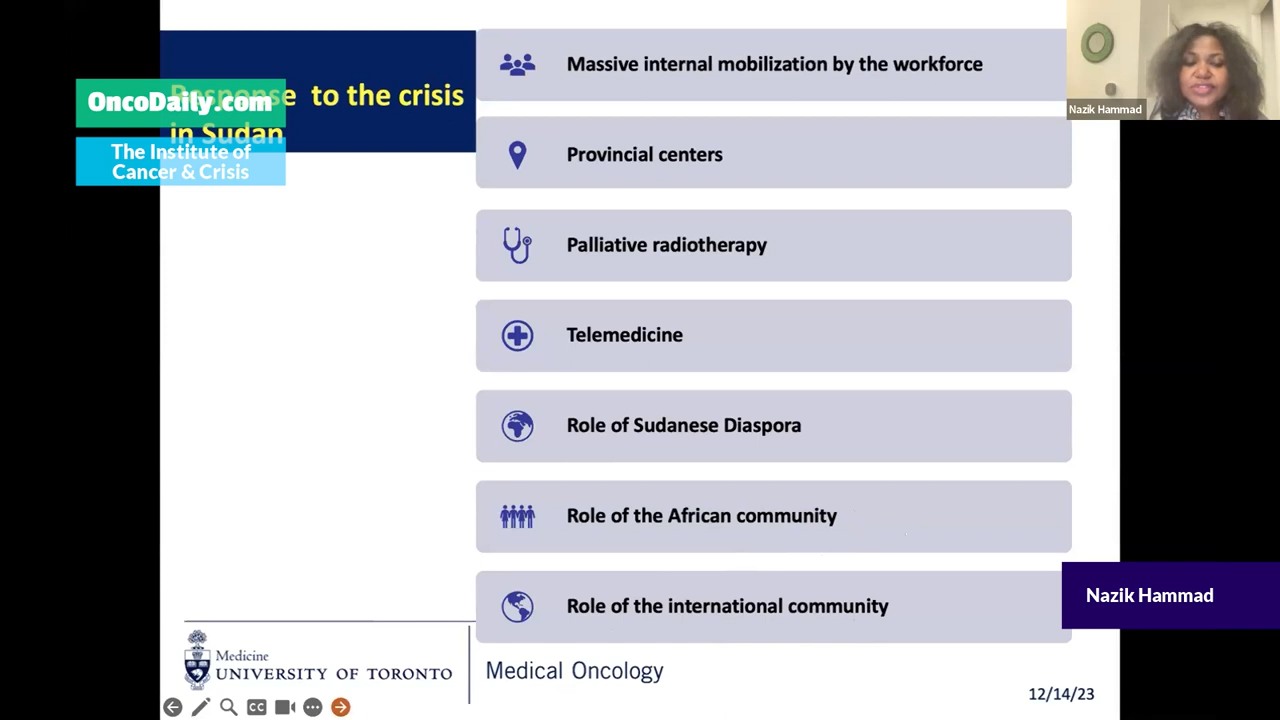 Response to the crisis
in Sudan
OncoDaily.com
The Institute of
Cancer & Crisis
Massive internal mobilization by the workforce
Provincial centers
Palliative radiotherapy
Telemedicine
Role of Sudanese Diaspora
Role of the African community
Role of the international community
Nazik Hammad
Nazik Hammad
Medicine
UNIVERSITY OF TORONTO
Medical Oncology
12/14/23
CC